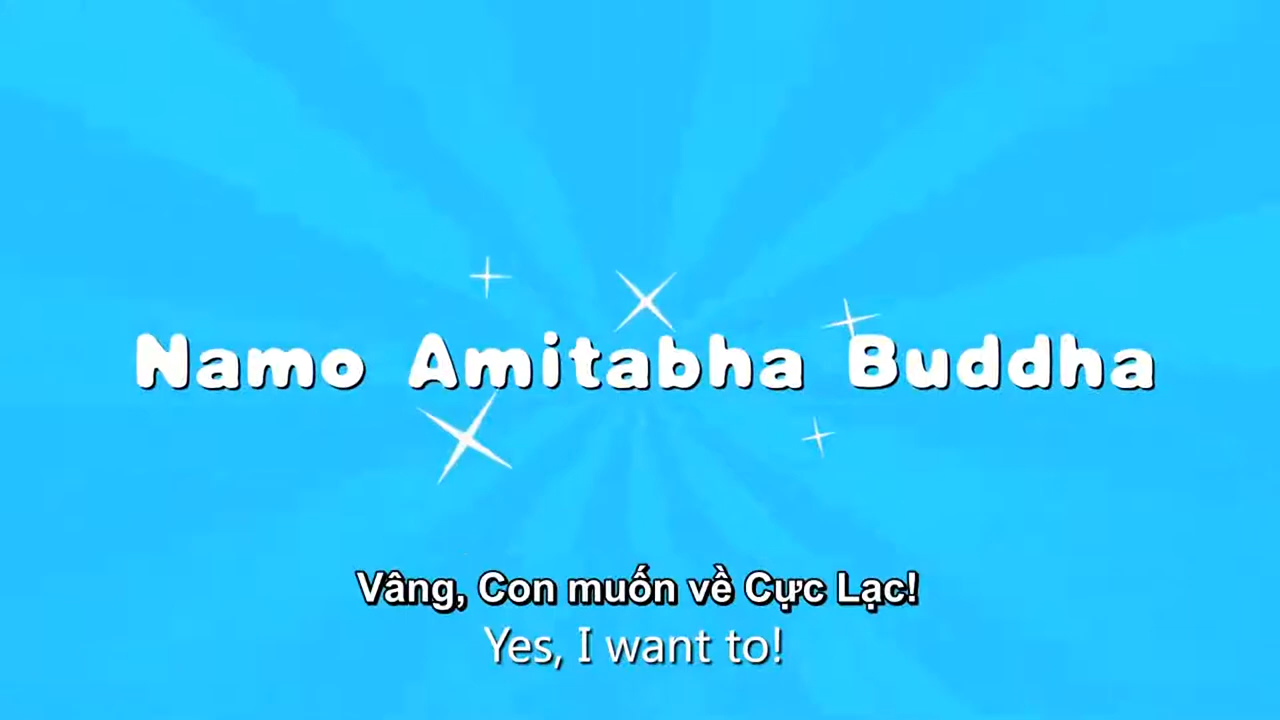 Namo Amitabha Buddha
Vâng, Con muốn về Cực Lạc!
Yes, I want to!